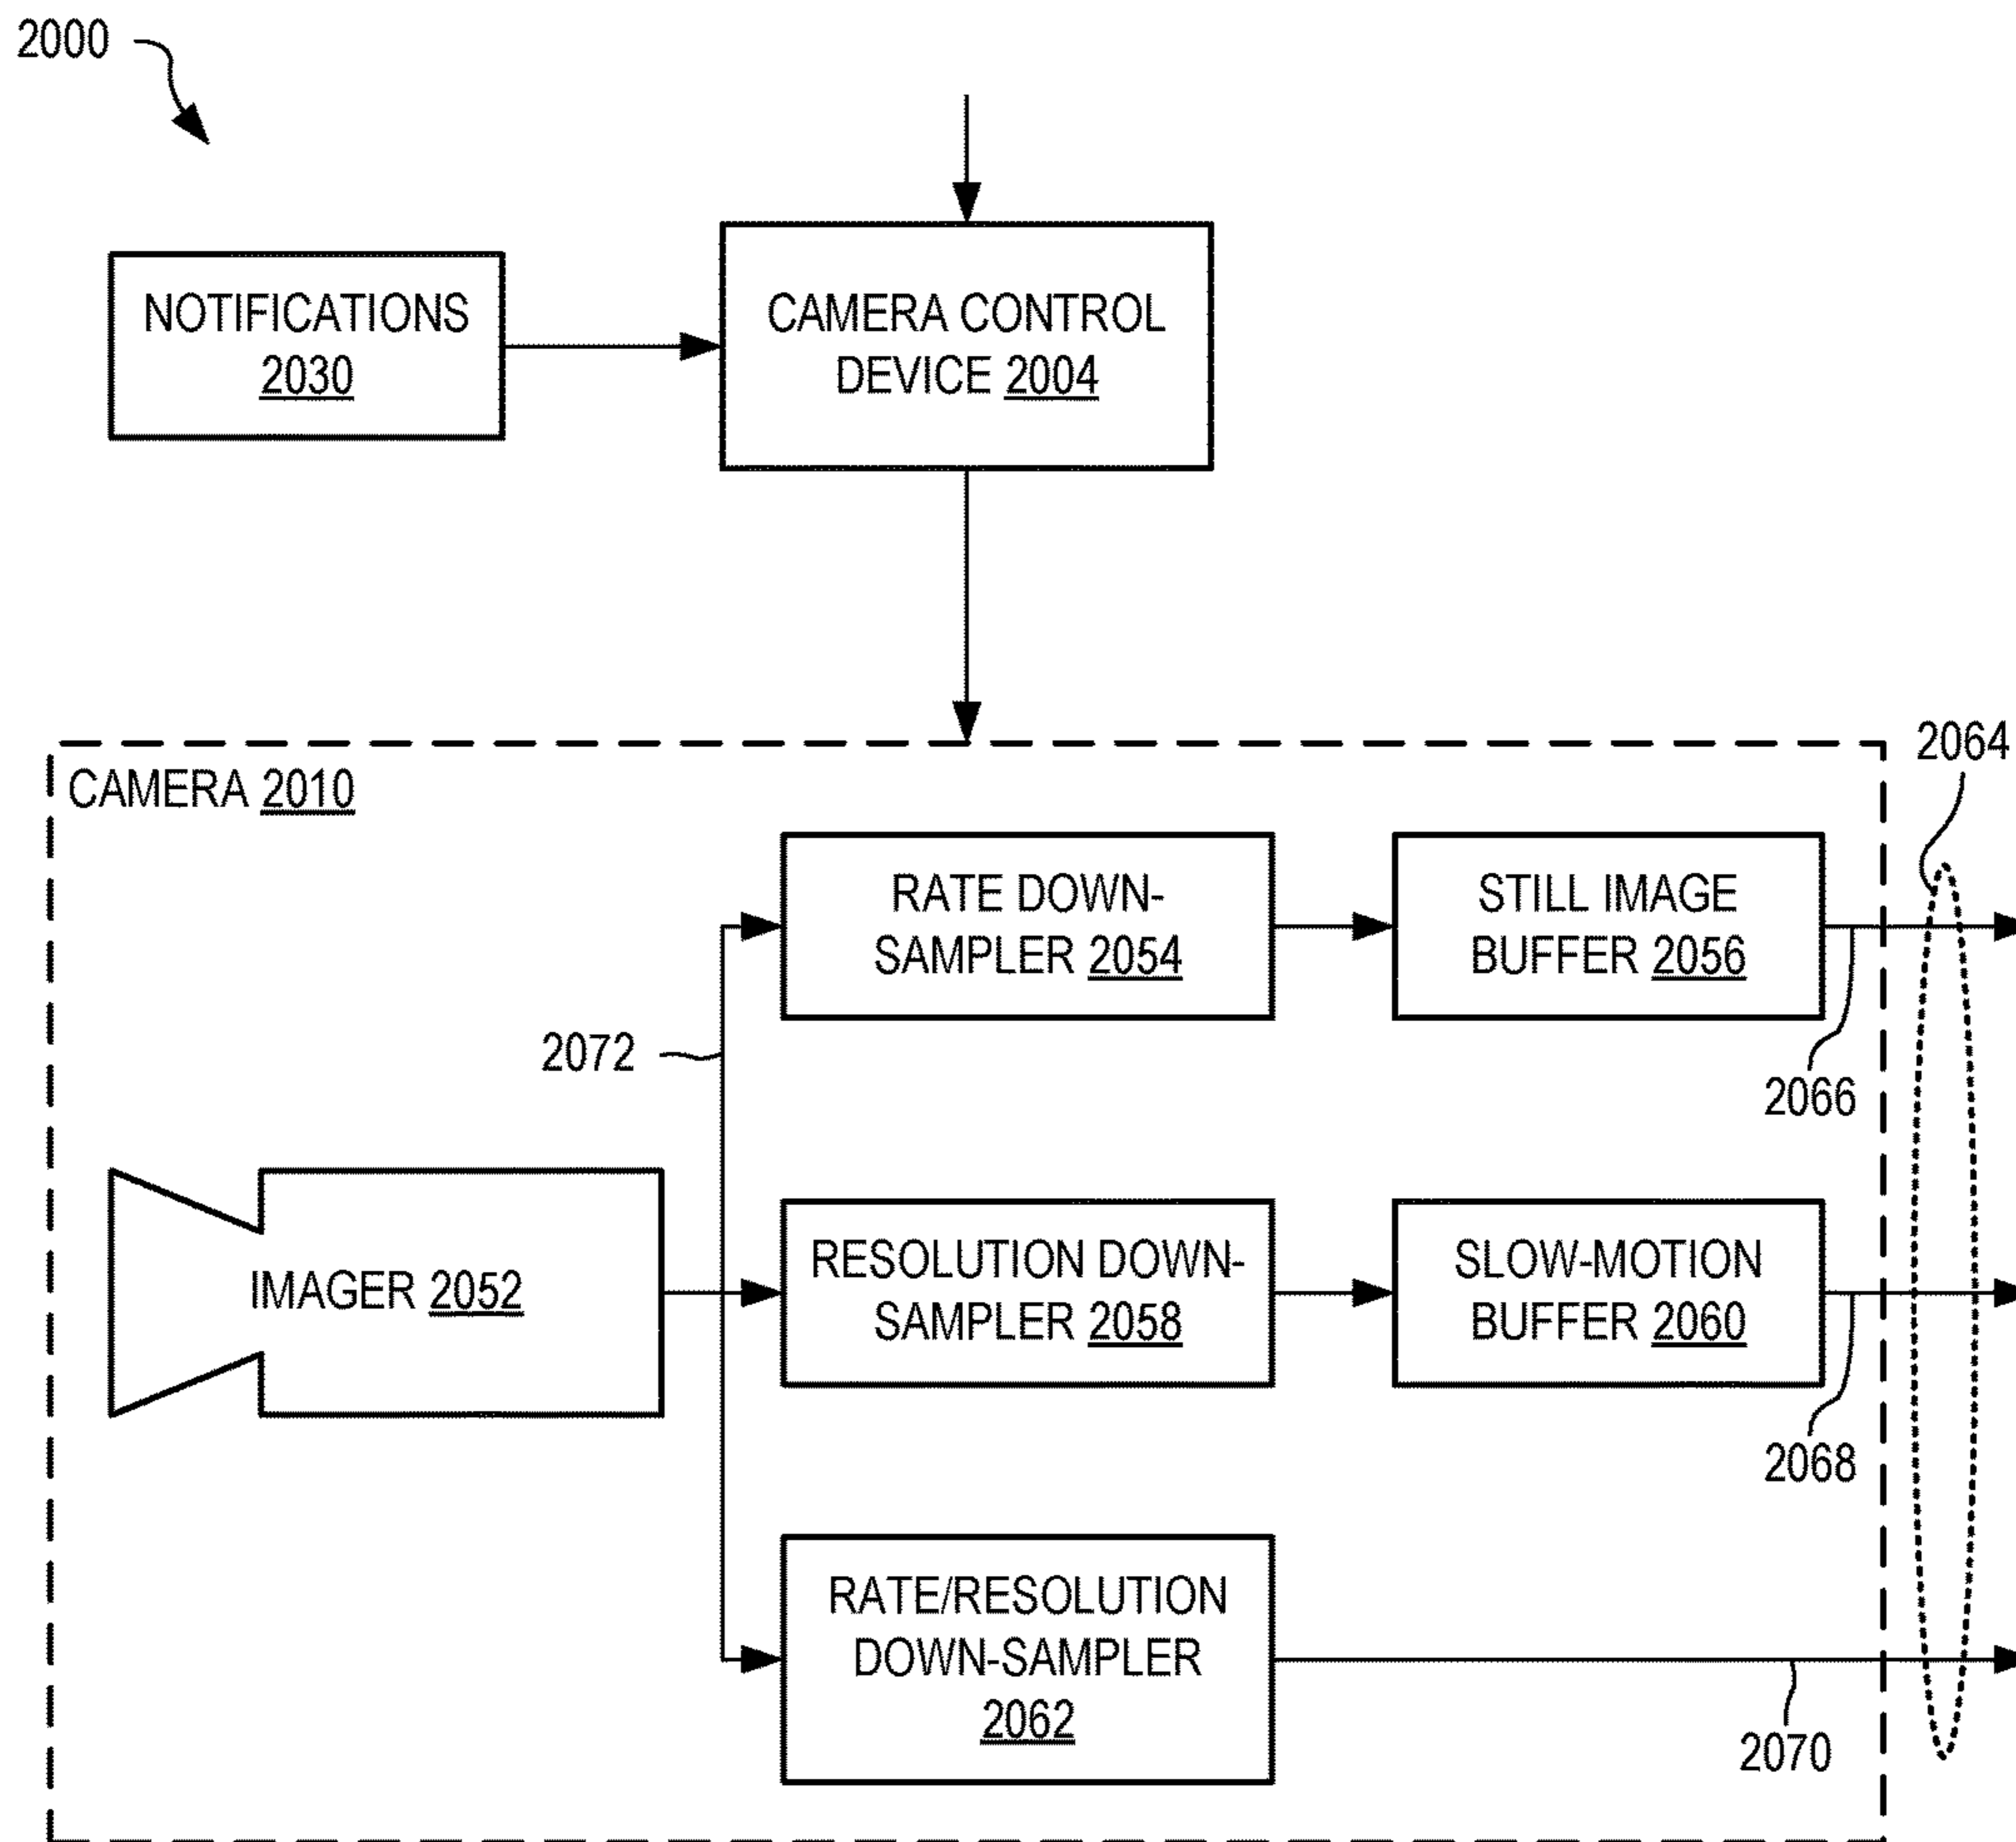 2000
NOTIFICATIONS
2030
CAMERA CONTROL
DEVICE 2004
2064
CAMERA 2010
RATE DOWN-
SAMPLER 2054
STILL IMAGE
BUFFER 2056
2072
2066
IMAGER 2052
RESOLUTION DOWN-
SAMPLER 2058
SLOW-MOTION
BUFFER 2060
2068
RATE/RESOLUTION
DOWN-SAMPLER
2062
2070